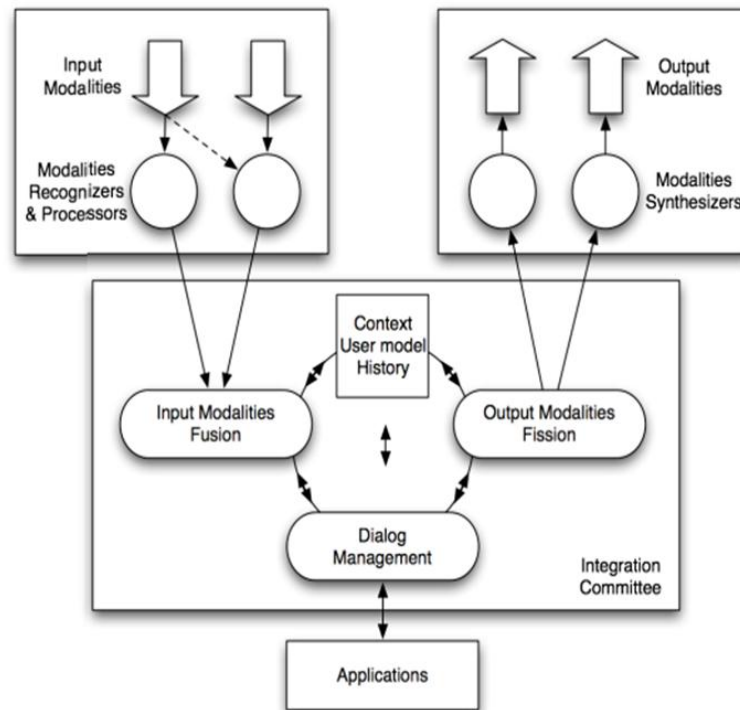 Input
Modalities
Modalities
Recognizers
& Processors
Output
Modalities
Modalities
Synthesizers
Context
User model
History
Input Modalities
Fusion
Output Modalities
Fission
Dialog
Management
Integration
Committee
Applications